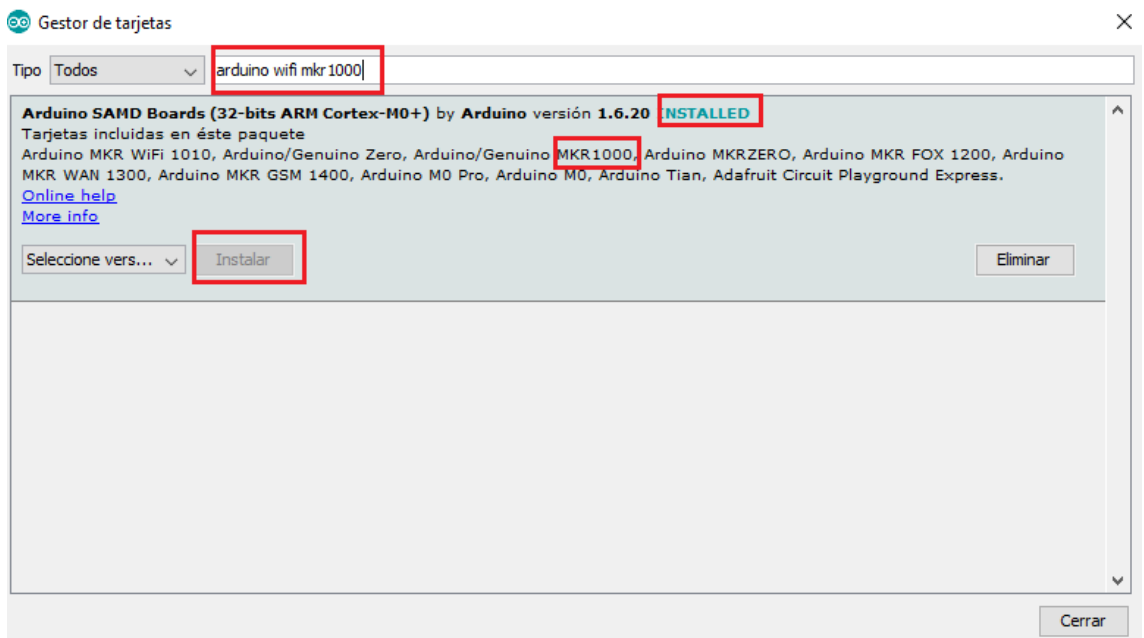 Gestor de tarjetas
Tipo Todos arduino wifi mkr1000
Arduino SAMD Boards (32-bits ARM Cortex-M0+) by Arduino versión 1.6.20 INSTALLED
Tarjetas incluidas en éste paquete
Arduino MKR WiFi 1010, Arduino/Genuino Zero, Arduino/Genuino MKR1000, Arduino MKRZERO, Arduino MKR FOX 1200, Arduino
MKR WAN 1300, Arduino MKR GSM 1400, Arduino M0 Pro, Arduino M0, Arduino Tian, Adafruit Circuit Playground Express.
Online help
More info
Seleccione vers... Instalar Eliminar
Cerrar